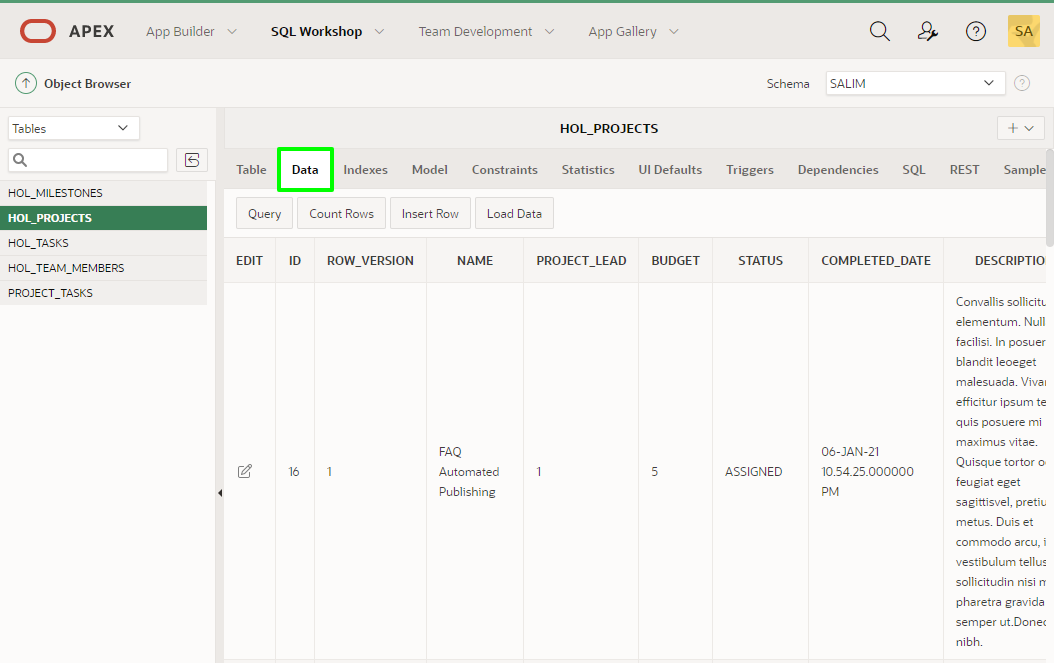 APEX App Builder SQL Workshop Team Development App Gallery SA
Object Browser Schema SALIM
Tables
HOL_MILESTONES
HOL_PROJECTS
HOL_TASKS
HOL_TEAM_MEMBERS
PROJECT_TASKS
HOL_PROJECTS
Table Data Indexes Model Constraints Statistics UI Defaults Triggers Dependencies SQL REST Sample
Query Count Rows Insert Row Load Data
EDIT ID ROW_VERSION NAME PROJECT_LEAD BUDGET STATUS COMPLETED_DATE DESCRIPTIO
16 1
FAQ
Automated
Publishing
1 5 ASSIGNED
06-JAN-21
10.54.25.000000
PM
Convallis sollicitu
elementum. Null
facilisi. In posuer
blandit leoeget
malesuada. Viva
efficitur ipsum te
quis posuere mi
maximus vitae.
Quisque tortor o
feugiat eget
sagittisvel, pretiu
metus. Duis et
commodo arcu, i
vestibulum tellus
sollicitudin nisi m
pharetra gravida
semper ut.Donec
nibh.